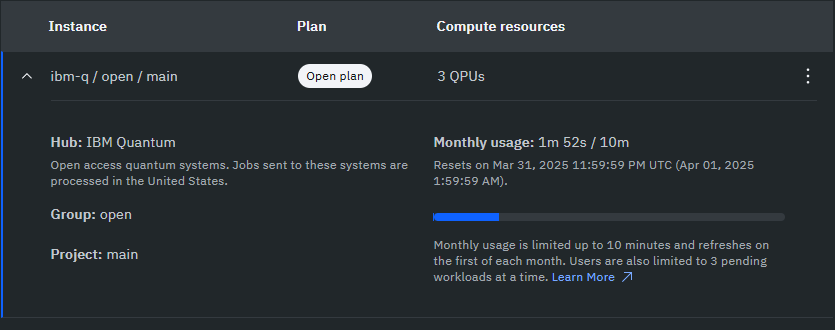 Instance Plan Compute resources
ibm-q / open / main Open plan 3 QPUs
Hub: IBM Quantum
Open access quantum systems. Jobs sent to these systems are
processed in the United States.
Group: open
Project: main
Monthly usage: 1m 52s / 10m
Resets on Mar 31, 2025 11:59:59 PM UTC (Apr 01, 2025
1:59:59 AM).
Monthly usage is limited up to 10 minutes and refreshes on
the first of each month. Users are also limited to 3 pending
workloads at a time. Learn More